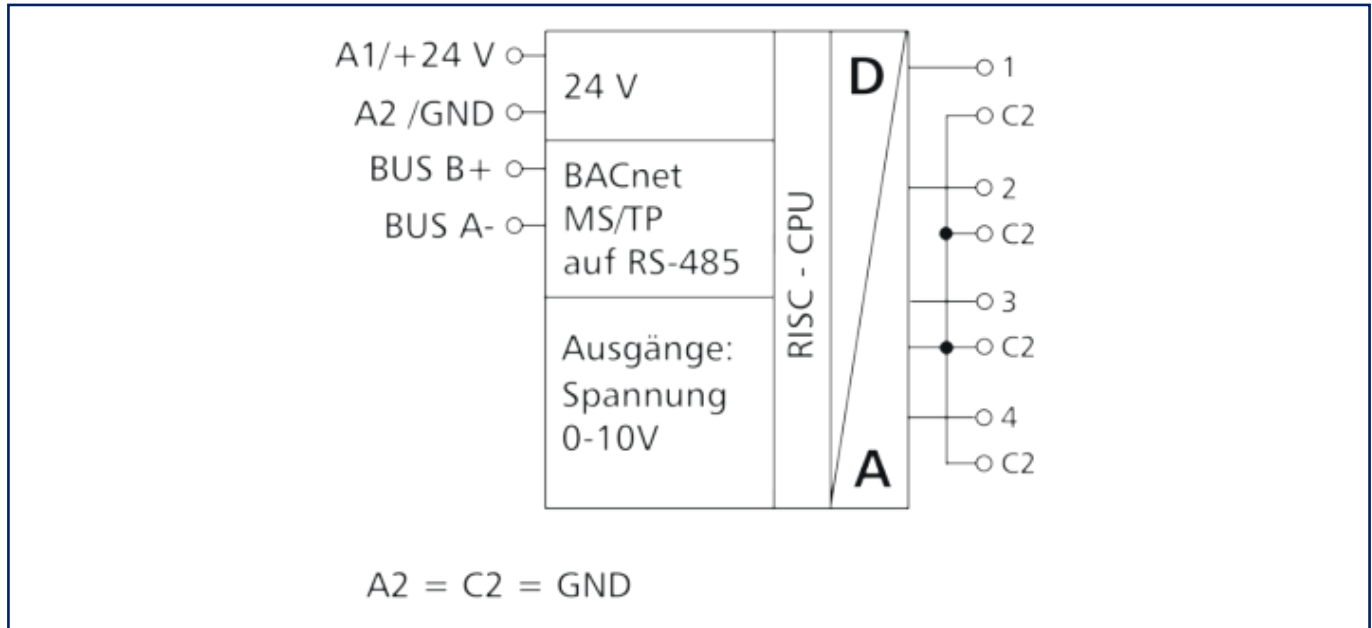 A1/+24 V
A2 /GND
BUS B+
BUS A-
24 V
BACnet
MS/TP
auf RS-485
Ausgänge:
Spannung
0-10V
RISC - CPU
D
A
1
C2
2
C2
3
C2
4
C2
A2 = C2 = GND